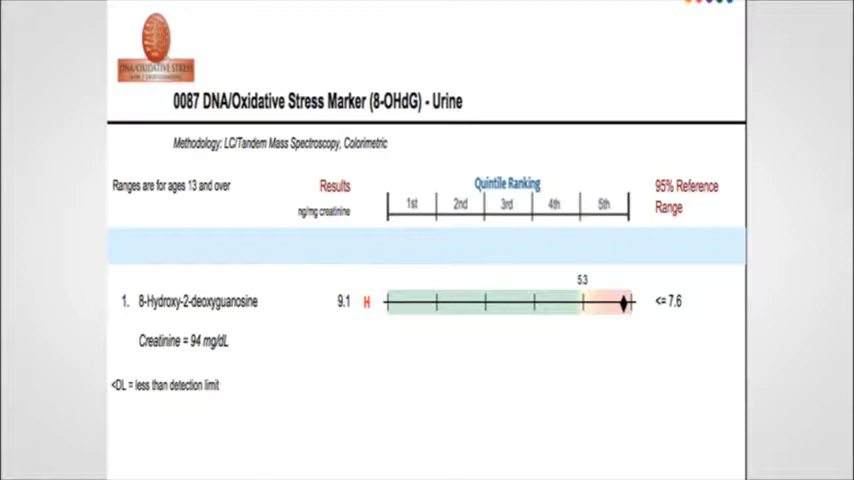 DNA/OXIDATIVE STRESS
0087 DNA/Oxidative Stress Marker (8-OHdG) - Urine
Methodology: LC/Tandem Mass Spectroscopy, Colorimetric
Ranges are for ages 13 and over
Results
ng/mg creatinine
Quintile Ranking
1st 2nd 3rd 4th 5th
95% Reference
Range
5.3
1. 8-Hydroxy-2-deoxyguanosine 9.1 H <= 7.6
Creatinine = 94 mg/dL
<DL = less than detection limit